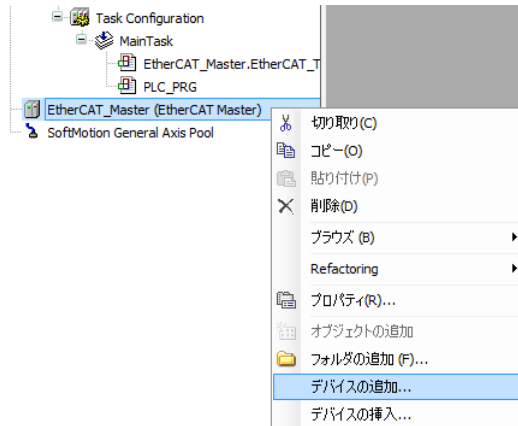 Task Configuration
MainTask
EtherCAT_Master.EtherCAT_T
PLC_PRG
EtherCAT_Master (EtherCAT Master)
SoftMotion General Axis Pool
切り取り(C)
コピー(O)
貼り付け(P)
削除(D)
ブラウズ (B)
Refactoring
プロパティ(R)...
オブジェクトの追加
フォルダの追加 (F)...
デバイスの追加...
デバイスの挿入...